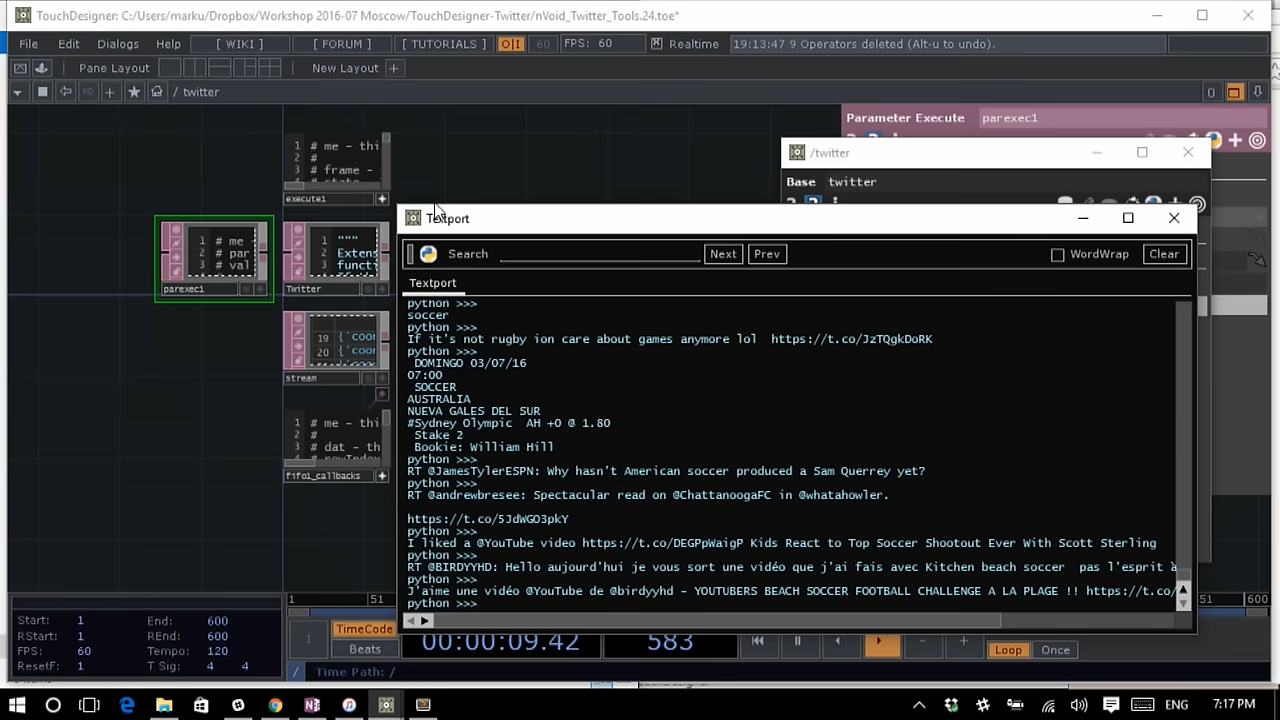 TouchDesigner: C:/Users/marku/Dropbox/Workshop 2016-07 Moscow/TouchDesigner-Twitter/nVoid_Twitter_Tools.24.toe*
File Edit Dialogs Help [ WIKI ] [ FORUM ] [ TUTORIALS ] O|I 60 FPS: 60 Realtime 19:13:47 9 Operators deleted (Alt-u to undo).
Pane Layout New Layout +
/ twitter
Parameter Execute parexec1
/twitter
Base twitter
1 # me - thi
2 #
3 # frame -
execute1
1 # me
2 # par
3 # val
parexec1
1 """
2 Extens
3 functi
Twitter
19 {'coor
20 {'coor
stream
1 # me - thi
2 #
3 # dat - th
fifo1_callbacks
Textport
Search Next Prev WordWrap Clear
Textport
python >>>
soccer
python >>>
If it's not rugby ion care about games anymore lol https://t.co/JzTQgkDoRK
python >>>
DOMINGO 03/07/16
07:00
SOCCER
AUSTRALIA
NUEVA GALES DEL SUR
#Sydney Olympic AH +0 @ 1.80
Stake 2
Bookie: William Hill
python >>>
RT @JamesTylerESPN: Why hasn't American soccer produced a Sam Querrey yet?
python >>>
RT @andrewbresee: Spectacular read on @ChattanoogaFC in @whatahowler.
https://t.co/5JdWGO3pkY
python >>>
I liked a @YouTube video https://t.co/DEGPpWaigP Kids React to Top Soccer Shootout Ever With Scott Sterling
python >>>
RT @BIRDYYHD: Hello aujourd'hui je vous sort une vidéo que j'ai fais avec Kitchen beach soccer pas l'esprit
python >>>
J'aime une vidéo @YouTube de @birdyyhd - YOUTUBERS BEACH SOCCER FOOTBALL CHALLENGE A LA PLAGE !! https://t.co/
python >>>
1 51 51 600
Start: 1 End: 600
RStart: 1 REnd: 600
FPS: 60 Tempo: 120
ResetF: 1 T Sig: 4 4
1 TimeCode 00:00:09.42 583 Loop Once
Beats
/ Time Path: /
ENG 7:17 PM